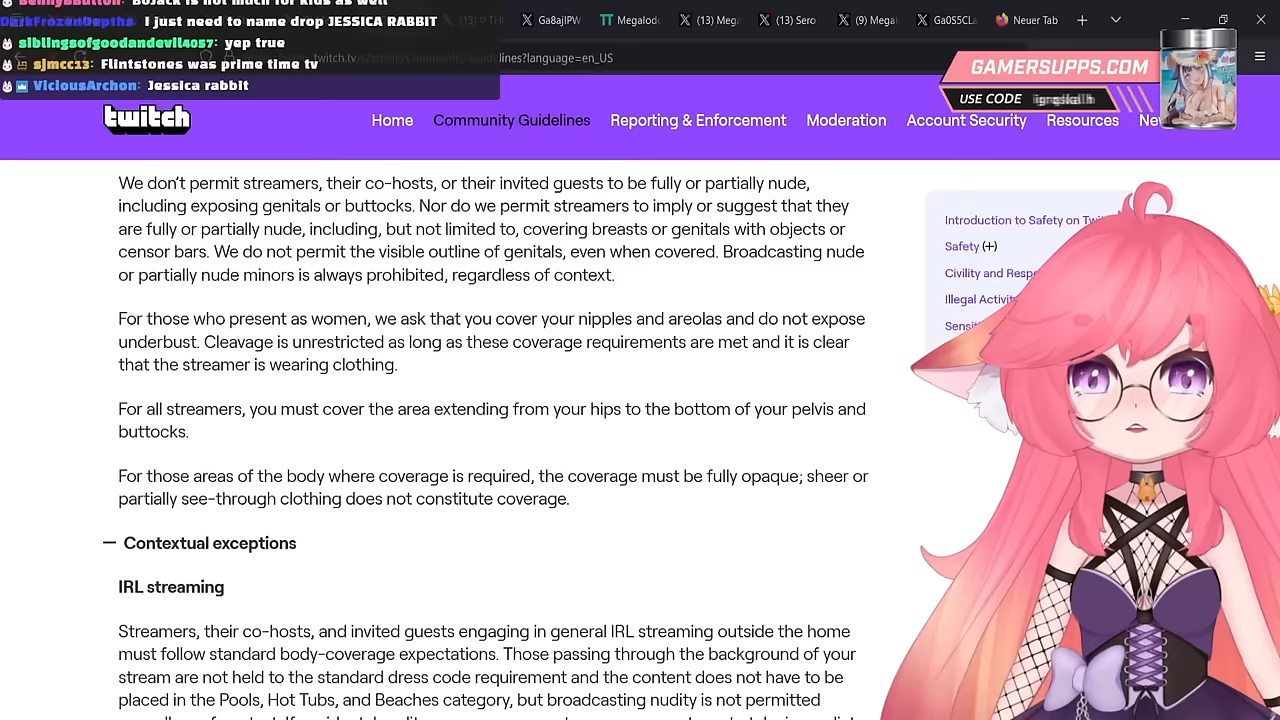 BennyBButton: BoJack is not much for kids as well
DarkFrozenDepths: I just need to name drop JESSICA RABBIT
siblingsofgoodandevil4057: yep true
sjmcc13: Flintstones was prime time tv
ViciousArchon: Jessica rabbit
Ga8ajIPW
Megalod
(13) Meg
(13) Ser
(9) Megal
Ga0S5CLa
Neuer Tab
lines?language=en_US
GAMERSUPPS.COM
USE CODE
twitch
Home Community Guidelines Reporting & Enforcement Moderation Account Security Resources
We don’t permit streamers, their co-hosts, or their invited guests to be fully or partially nude,
including exposing genitals or buttocks. Nor do we permit streamers to imply or suggest that they
are fully or partially nude, including, but not limited to, covering breasts or genitals with objects or
censor bars. We do not permit the visible outline of genitals, even when covered. Broadcasting nude
or partially nude minors is always prohibited, regardless of context.
For those who present as women, we ask that you cover your nipples and areolas and do not expose
underbust. Cleavage is unrestricted as long as these coverage requirements are met and it is clear
that the streamer is wearing clothing.
For all streamers, you must cover the area extending from your hips to the bottom of your pelvis and
buttocks.
For those areas of the body where coverage is required, the coverage must be fully opaque; sheer or
partially see-through clothing does not constitute coverage.
— Contextual exceptions
IRL streaming
Streamers, their co-hosts, and invited guests engaging in general IRL streaming outside the home
must follow standard body-coverage expectations. Those passing through the background of your
stream are not held to the standard dress code requirement and the content does not have to be
placed in the Pools, Hot Tubs, and Beaches category, but broadcasting nudity is not permitted
Introduction to Safety on Twi
Safety (+)
Civility and Respe
Illegal Activit
Sensit